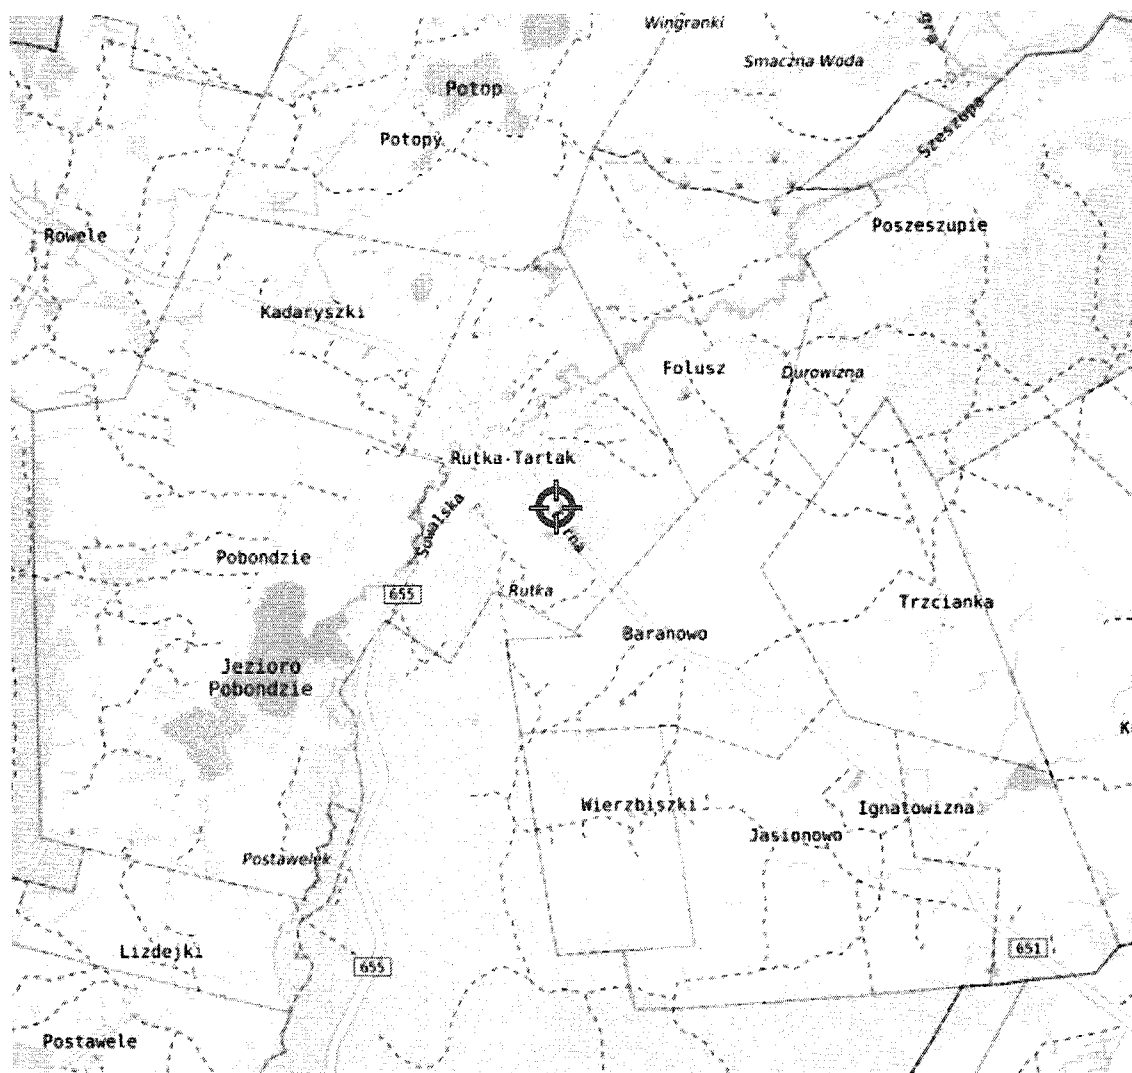 Wingranki
Smaczna Woda
Potop
Szeszupa
Potopy
Poszeszupie
Rowele
Kadaryszki
Folusz
Durowizna
Rutka-Tartak
Suwalska
Pobondzie
655
Rutka
Trzcianka
Baranowo
Jezioro
Pobondzie
Wierzbiszki
Ignatowizna
Jasionowo
Postawelek
Lizdejki
651
655
Postawele